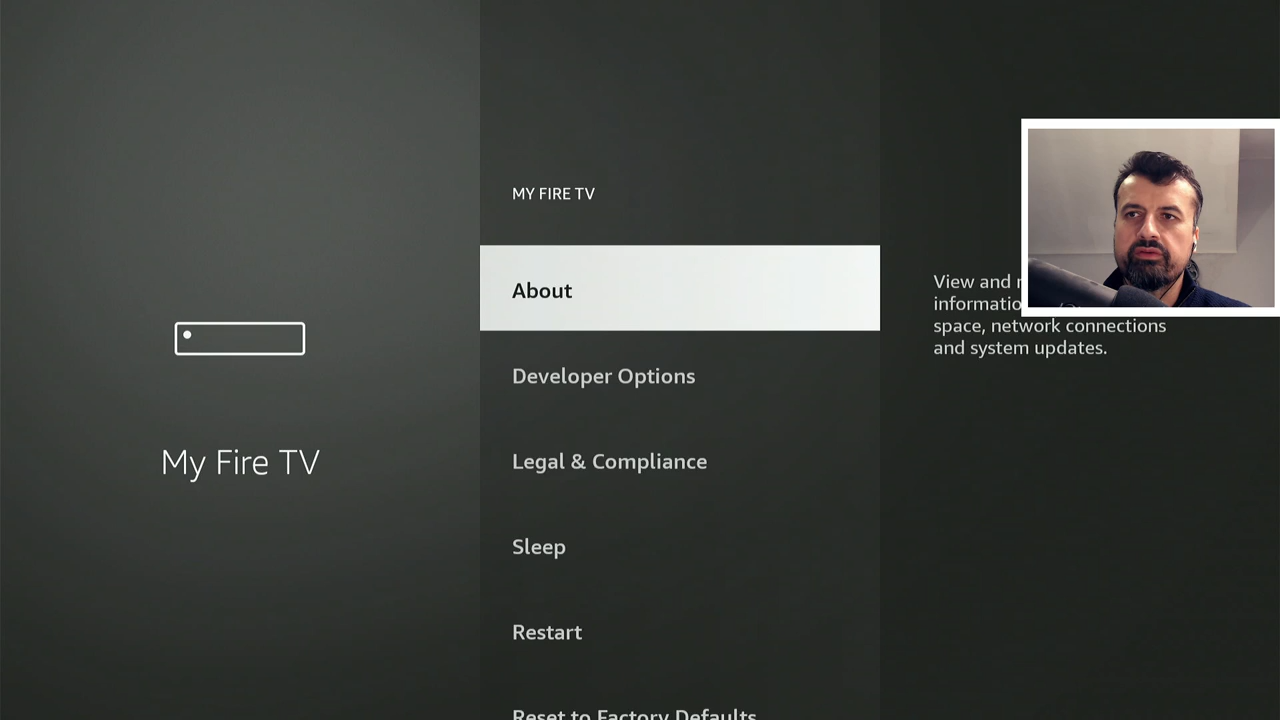 MY FIRE TV
About
Developer Options
Legal & Compliance
Sleep
Restart
Reset to Factory Defaults
My Fire TV
View and
space, network connections
and system updates.